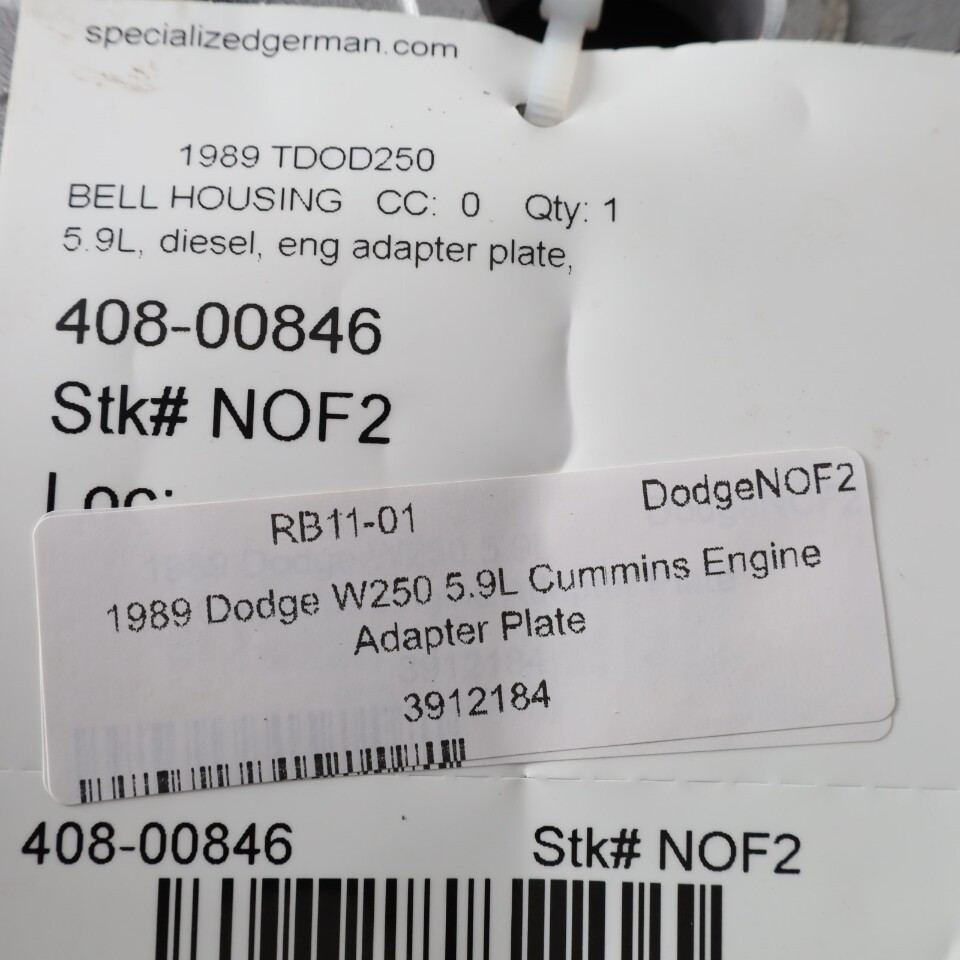 specializedgerman.com
1989 TDOD250
BELL HOUSING CC: 0 Qty: 1
5.9L, diesel, eng adapter plate,
408-00846
Stk# NOF2
Loc:
RB11-01 DodgeNOF2
1989 Dodge W250 5.9L Cummins Engine
Adapter Plate
3912184
408-00846 Stk# NOF2